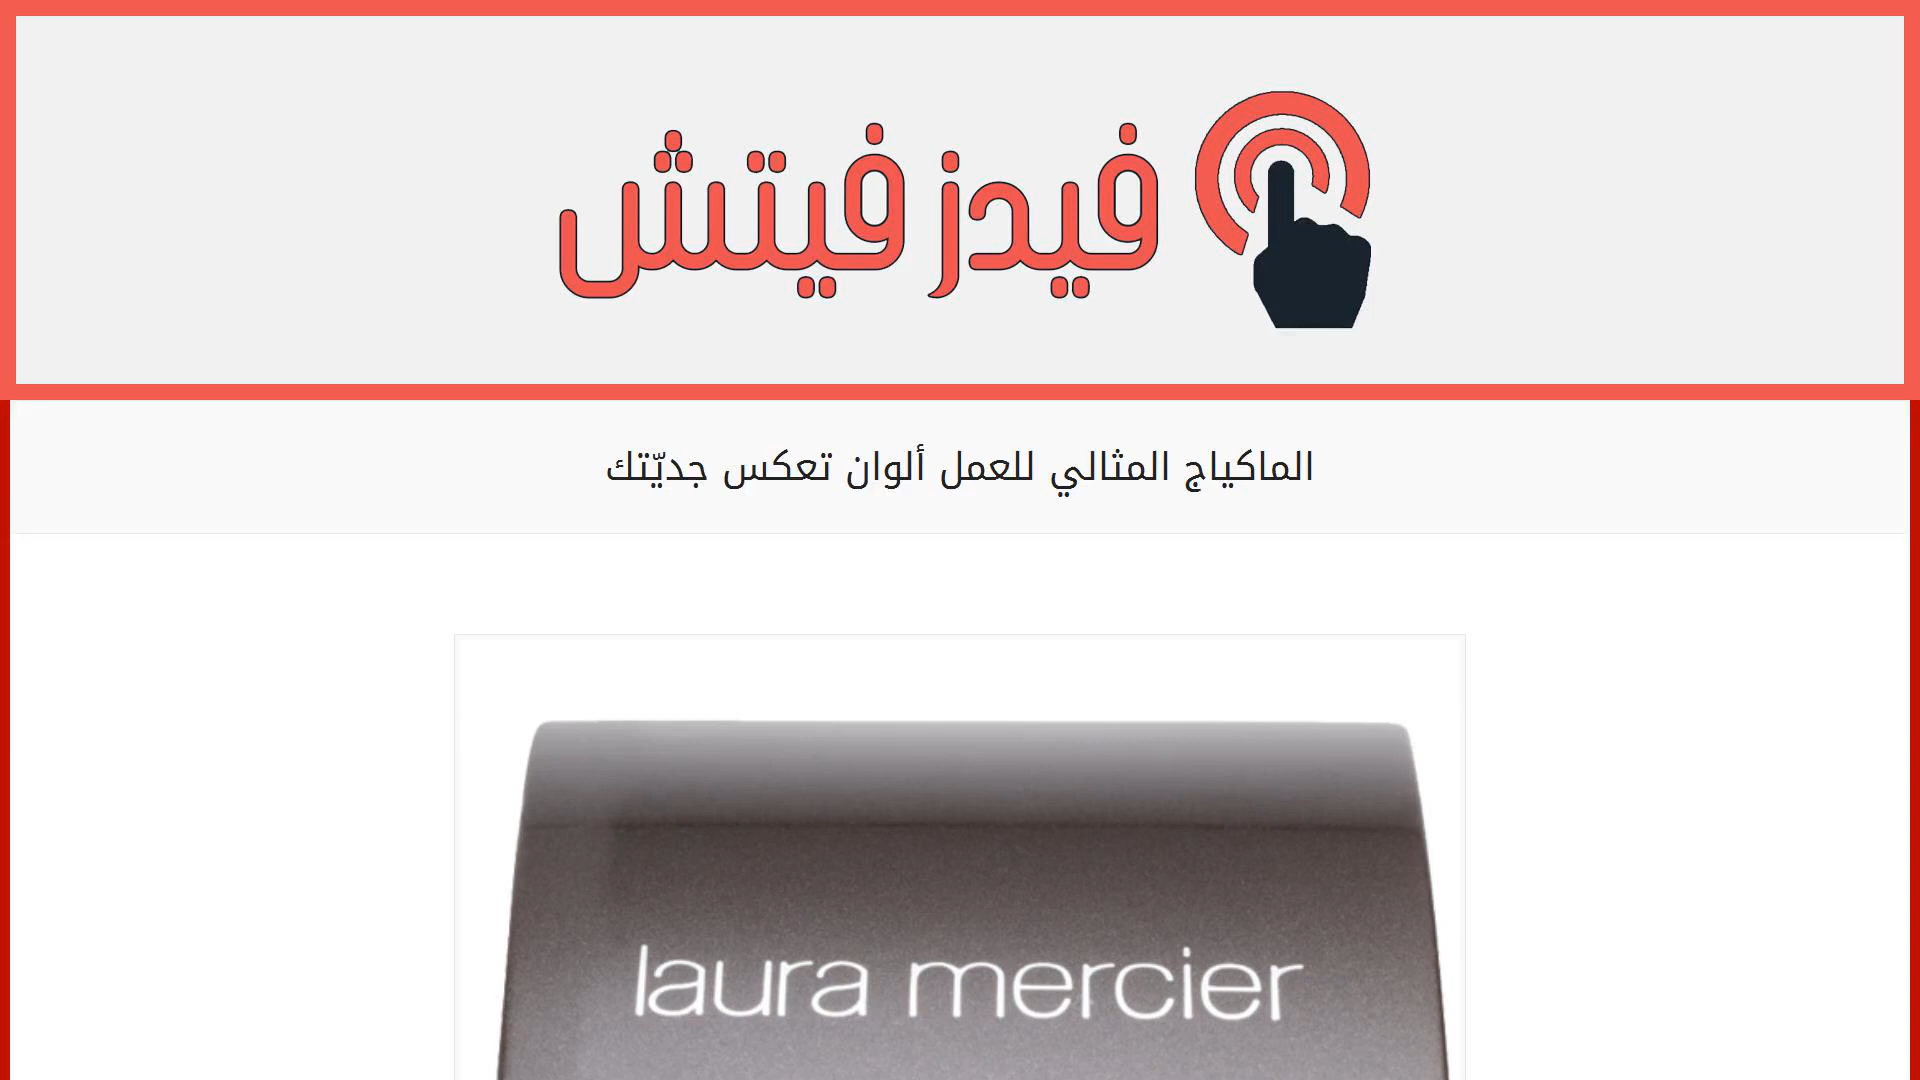 فيدز فيتش
الماكياج المثالي للعمل ألوان تعكس جديّتك
laura mercier